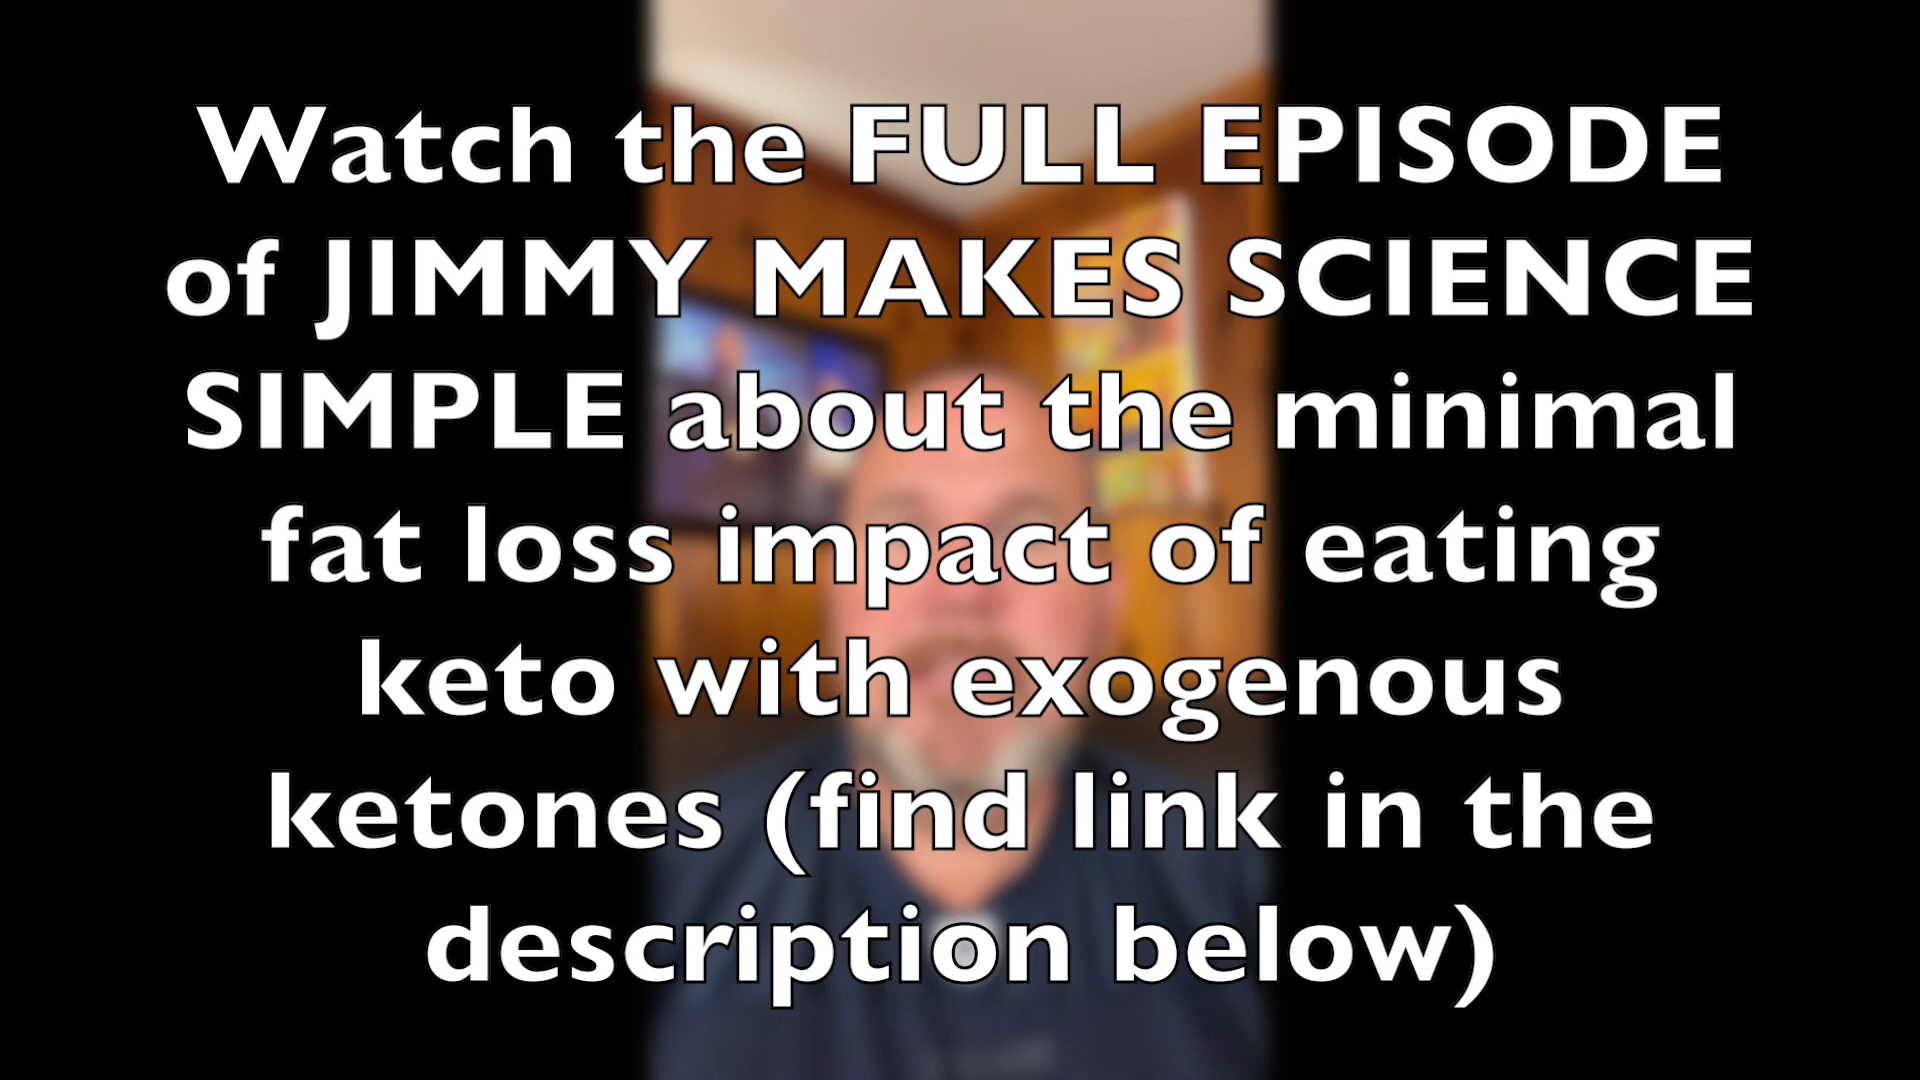 Watch the FULL EPISODE
of JIMMY MAKES SCIENCE
SIMPLE about the minimal
fat loss impact of eating
keto with exogenous
ketones (find link in the
description below)